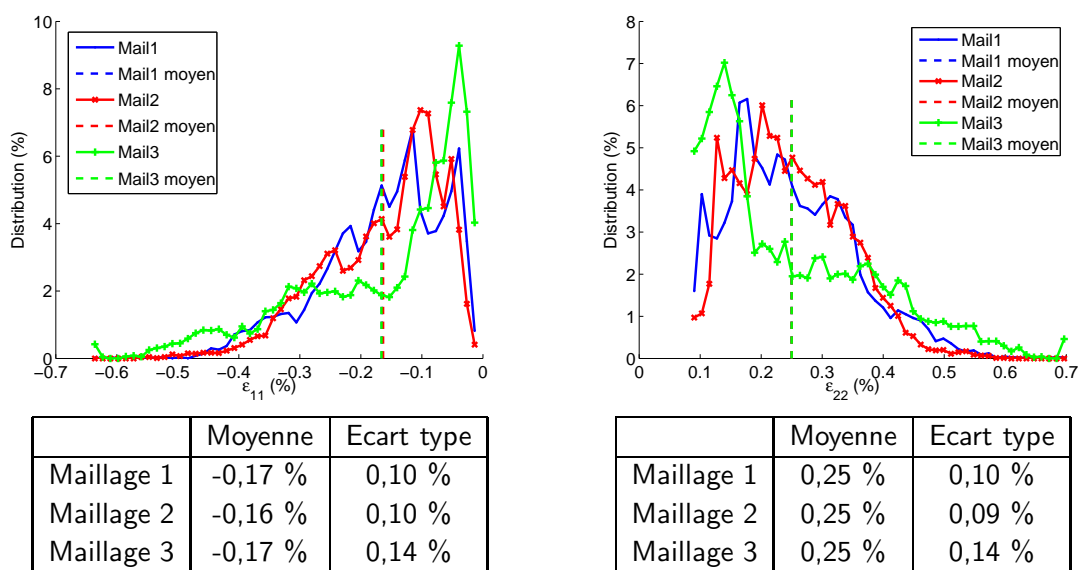 10
8
6
4
2
0
Distribution (%)
Mail1
Mail1 moyen
Mail2
Mail2 moyen
Mail3
Mail3 moyen
−0.7 −0.6 −0.5 −0.4 −0.3 −0.2 −0.1 0
ε11 (%)
8
7
6
5
4
3
2
1
0
Distribution (%)
Mail1
Mail1 moyen
Mail2
Mail2 moyen
Mail3
Mail3 moyen
0 0.1 0.2 0.3 0.4 0.5 0.6 0.7
ε22 (%)
Moyenne Ecart type
Maillage 1 -0,17 % 0,10 %
Maillage 2 -0,16 % 0,10 %
Maillage 3 -0,17 % 0,14 %
Moyenne Ecart type
Maillage 1 0,25 % 0,10 %
Maillage 2 0,25 % 0,09 %
Maillage 3 0,25 % 0,14 %